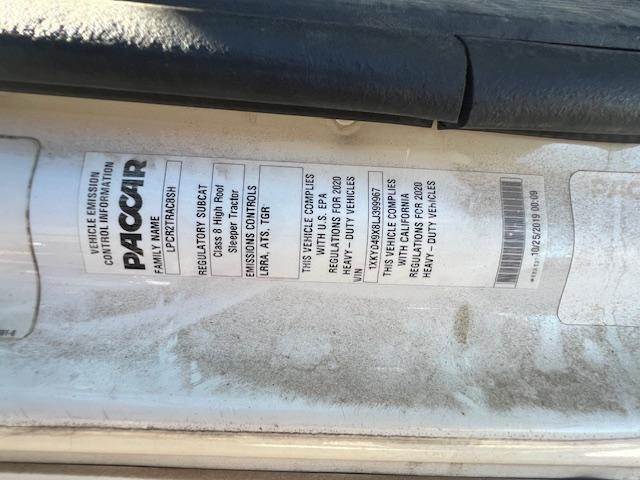 VEHICLE EMISSION
CONTROL INFORMATION
PACCAR
FAMILY NAME
LPCR2TRAC8SH
REGULATORY SUBCAT
Class 8 High Roof
Sleeper Tractor
EMISSIONS CONTROLS
LRRA, ATS, TGR
THIS VEHICLE COMPLIES
WITH U.S. EPA
REGULATIONS FOR 2020
HEAVY - DUTY VEHICLES
VIN
1XKYD49X8LJ399967
THIS VEHICLE COMPLIES
WITH CALIFORNIA
REGULATIONS FOR 2020
HEAVY - DUTY VEHICLES
10/25/2019 00:09